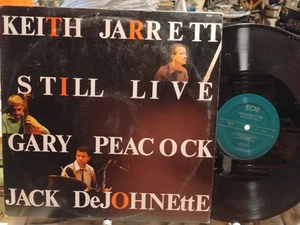 KEITH JARRETT
STILL LIVE
GARY PEACOCK
JACK DeJOHNEttE
ECM